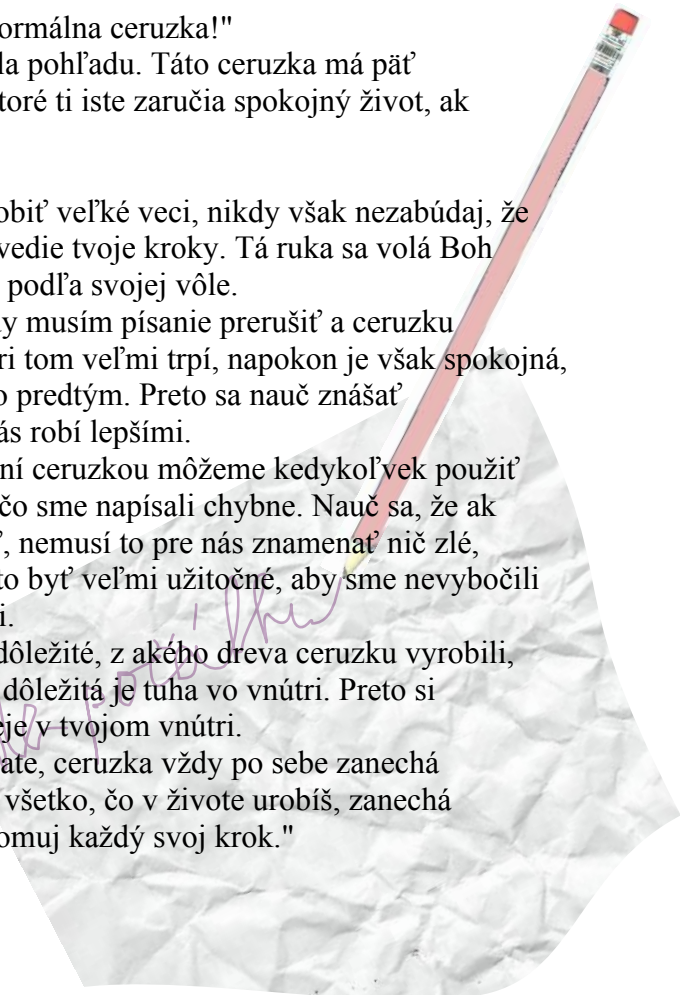 ormálna ceruzka!"
la pohľadu. Táto ceruzka má päť
toré ti iste zaručia spokojný život, ak
obiť veľké veci, nikdy však nezabúdaj, že
vedie tvoje kroky. Tá ruka sa volá Boh
podľa svojej vôle.
y musím písanie prerušiť a ceruzku
ri tom veľmi trpí, napokon je však spokojná,
o predtým. Preto sa nauč znášať
ás robí lepšími.
ní ceruzkou môžeme kedykoľvek použiť
čo sme napísali chybne. Nauč sa, že ak
, nemusí to pre nás znamenať nič zlé,
to byť veľmi užitočné, aby sme nevybočili
i.
dôležité, z akého dreva ceruzku vyrobili,
dôležitá je tuha vo vnútri. Preto si
eje v tvojom vnútri.
ate, ceruzka vždy po sebe zanechá
všetko, čo v živote urobíš, zanechá
omuj každý svoj krok."